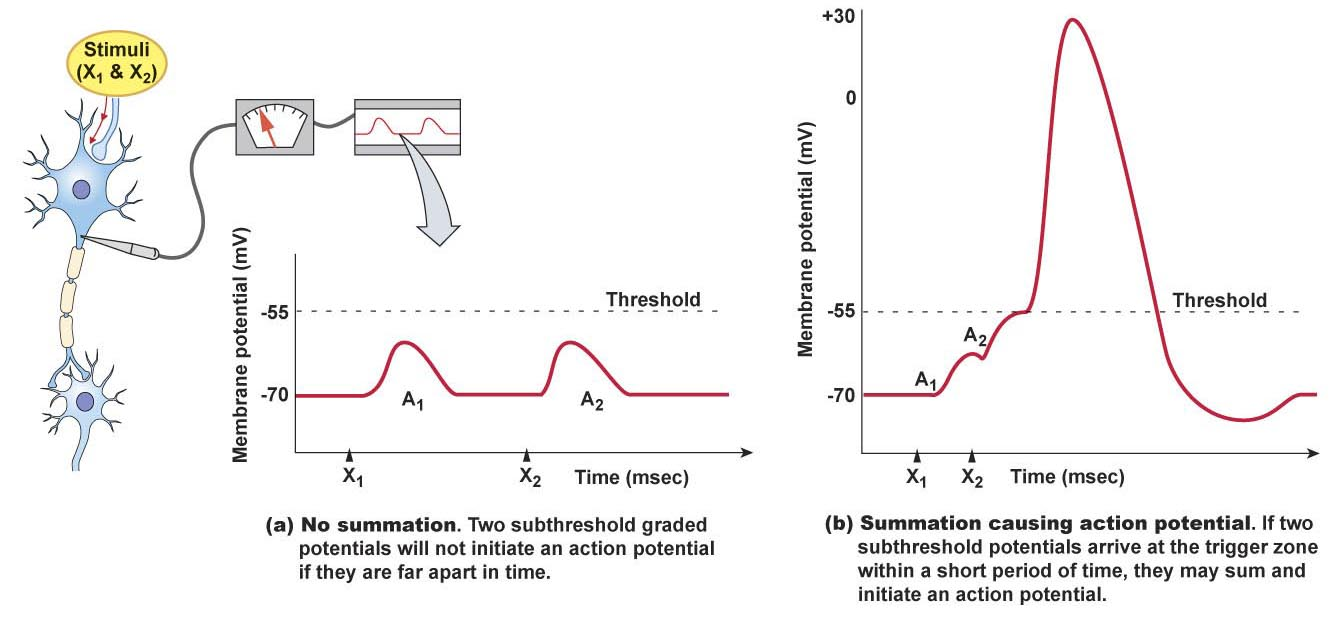 Stimuli
(X1 & X2)
Membrane potential (mV)
-55
-70
Threshold
A1
A2
X1
X2
Time (msec)
(a) No summation. Two subthreshold graded
potentials will not initiate an action potential
if they are far apart in time.
Membrane potential (mV)
+30
0
-55
-70
Threshold
A1
A2
X1
X2
Time (msec)
(b) Summation causing action potential. If two
subthreshold potentials arrive at the trigger zone
within a short period of time, they may sum and
initiate an action potential.